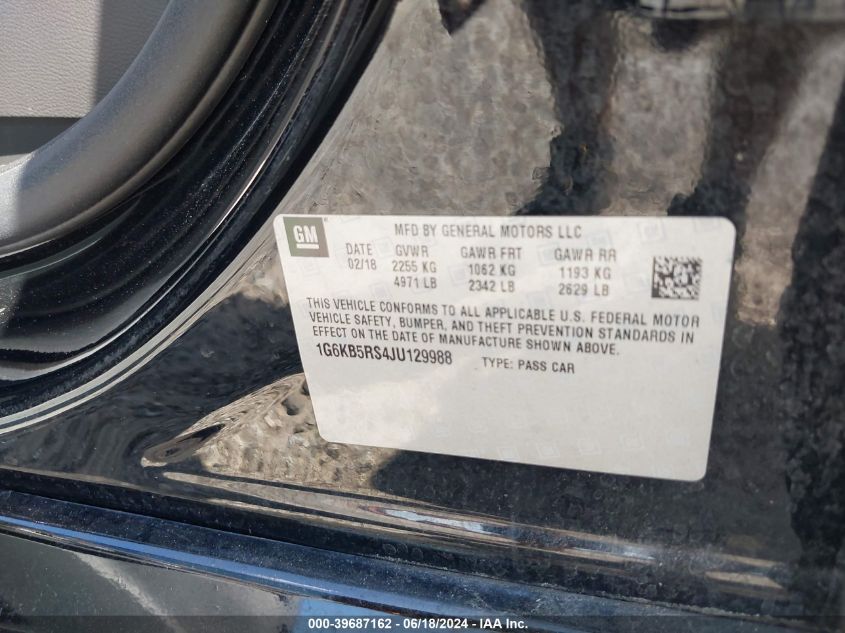 GM
MFD BY GENERAL MOTORS LLC
DATE GVWR GAWR FRT GAWR RR
02/18 2255 KG 1062 KG 1193 KG
4971 LB 2342 LB 2629 LB
THIS VEHICLE CONFORMS TO ALL APPLICABLE U.S. FEDERAL MOTOR
VEHICLE SAFETY, BUMPER, AND THEFT PREVENTION STANDARDS IN
EFFECT ON THE DATE OF MANUFACTURE SHOWN ABOVE.
1G6KB5RS4JU129988 TYPE: PASS CAR
000-39687162 - 06/18/2024 - IAA Inc.